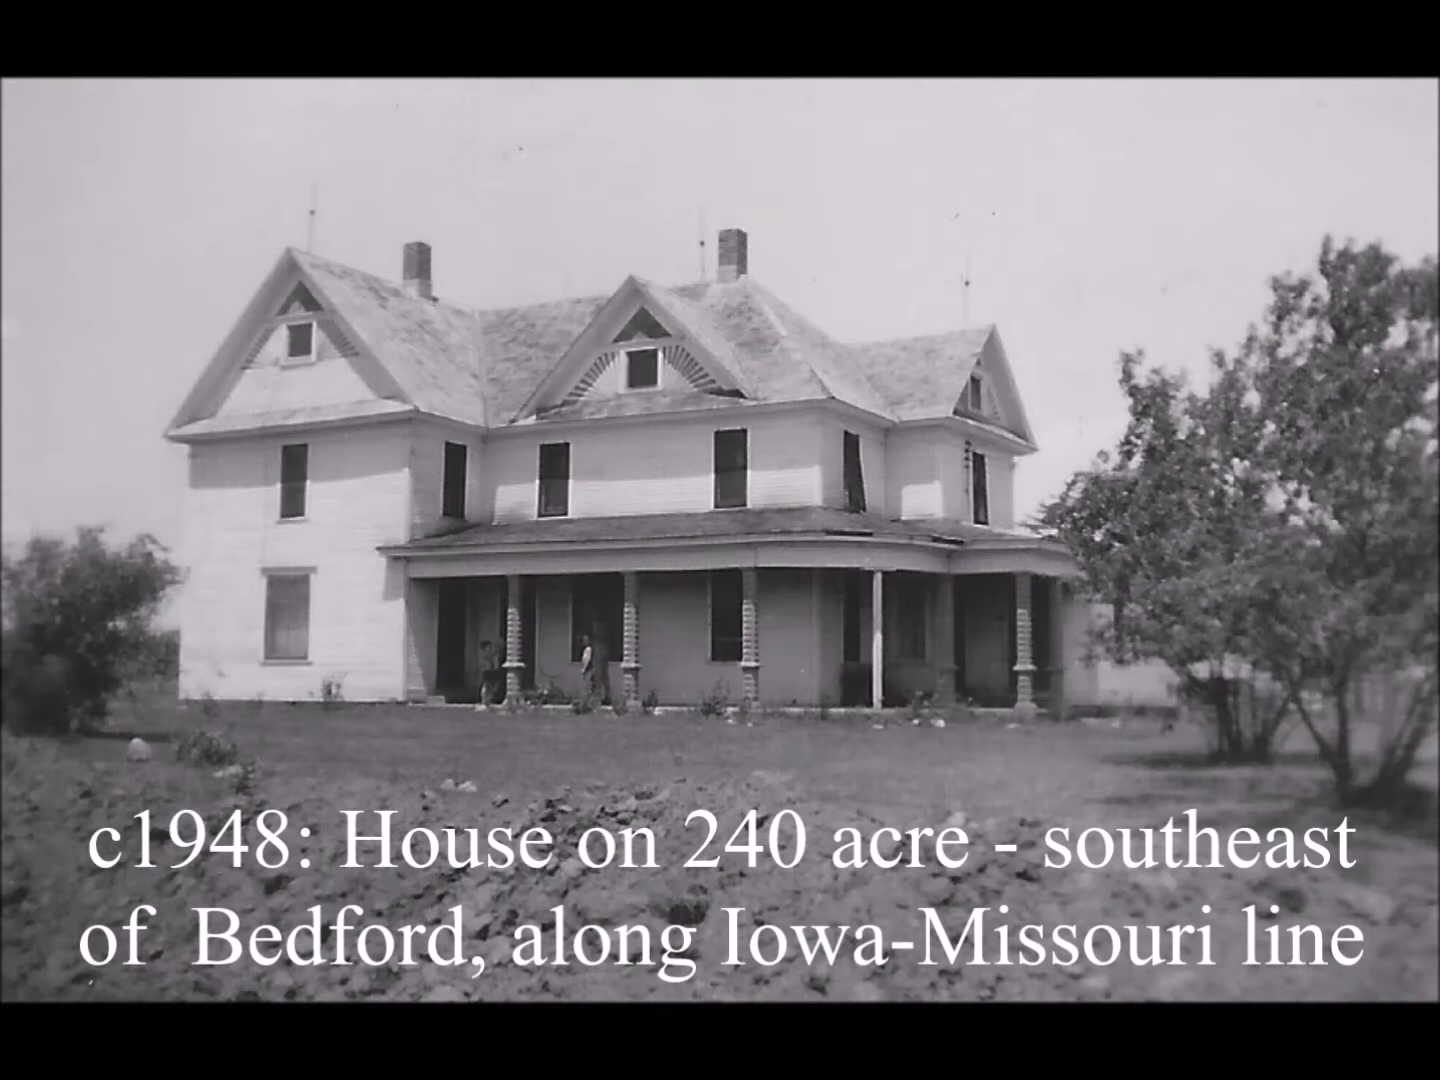 c1948: House on 240 acre - southeast
of  Bedford, along Iowa-Missouri line